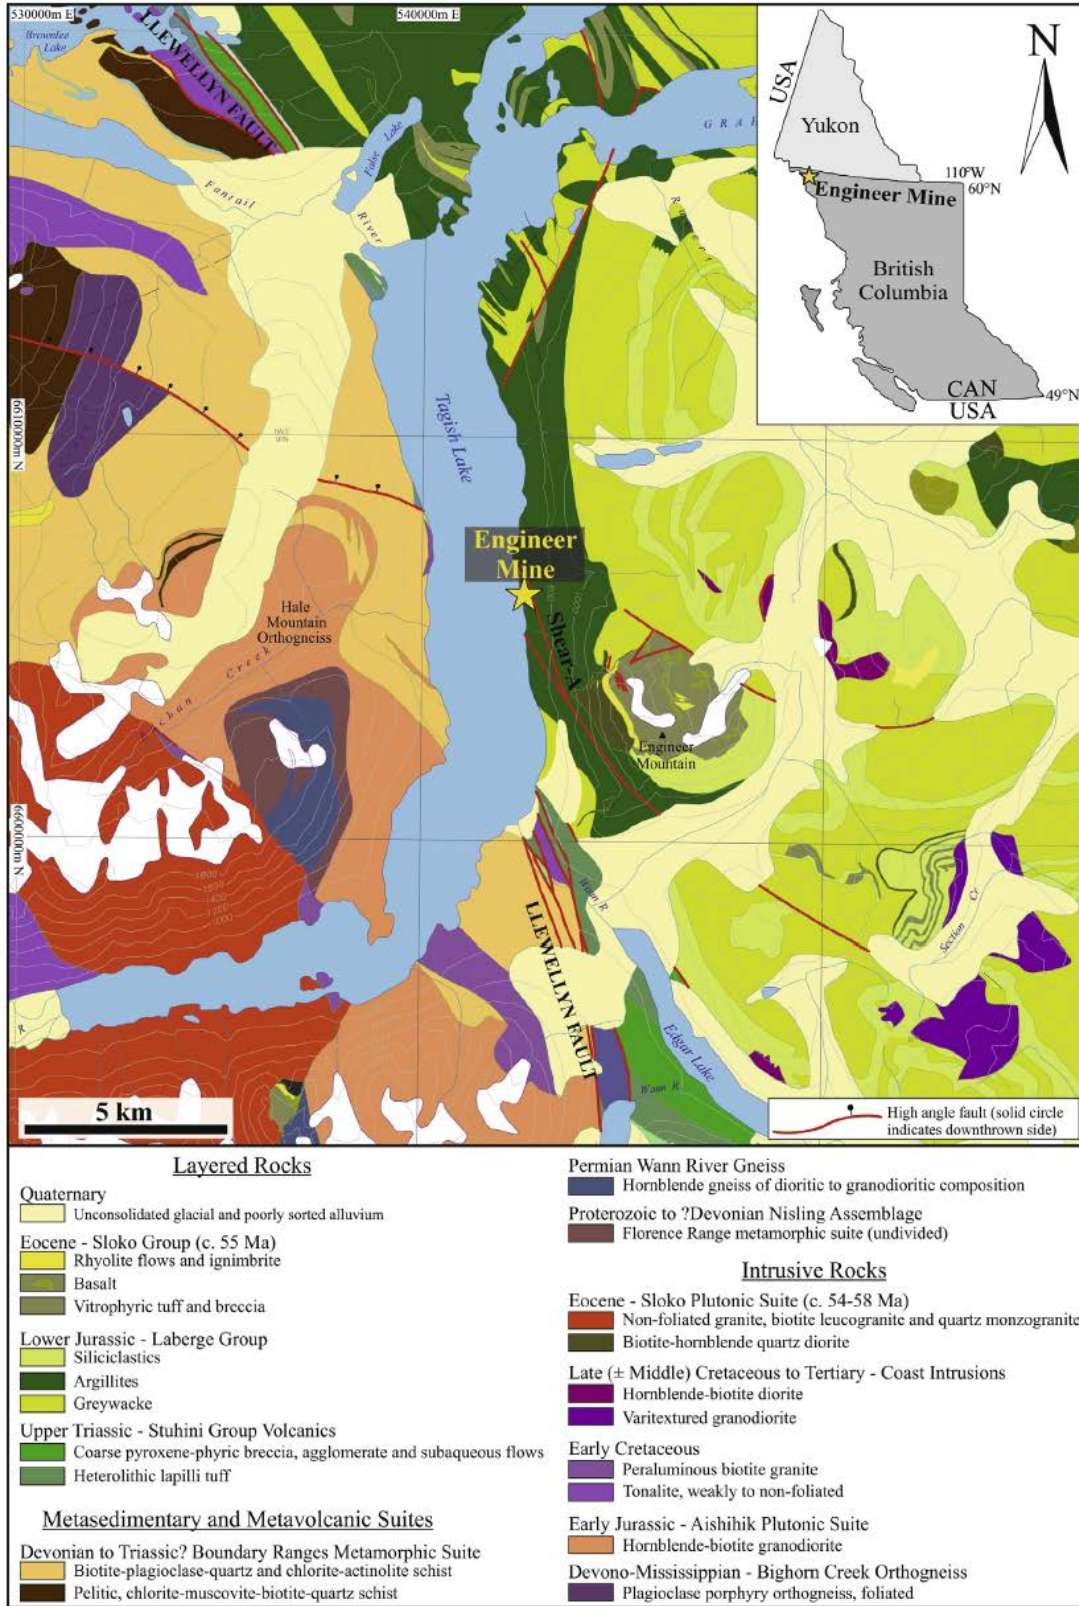 530000m E
540000m E
Brownlee
Lake
LLEWELLYN FAULT
False Lake
Fanrail
River
USA
Yukon
N
110°W
60°N
Engineer Mine
British
Columbia
CAN
USA
49°N
6610000m N
Tagish Lake
Engineer
Mine
Shear-A
Hale
Mountain
Orthogneiss
Creek
Engineer
Mountain
6600000m N
1000
Wann R
Section Cr
LLEWELLYN FAULT
Edgar Lake
Wann R.
R
5 km
High angle fault (solid circle
indicates downthrown side)
Layered Rocks
Quaternary
Unconsolidated glacial and poorly sorted alluvium
Eocene - Sloko Group (c. 55 Ma)
Rhyolite flows and ignimbrite
Basalt
Vitrophyric tuff and breccia
Lower Jurassic - Laberge Group
Siliciclastics
Argillites
Greywacke
Upper Triassic - Stuhini Group Volcanics
Coarse pyroxene-phyric breccia, agglomerate and subaqueous flows
Heterolithic lapilli tuff
Metasedimentary and Metavolcanic Suites
Devonian to Triassic? Boundary Ranges Metamorphic Suite
Biotite-plagioclase-quartz and chlorite-actinolite schist
Pelitic, chlorite-muscovite-biotite-quartz schist
Permian Wann River Gneiss
Hornblende gneiss of dioritic to granodioritic composition
Proterozoic to ?Devonian Nisling Assemblage
Florence Range metamorphic suite (undivided)
Intrusive Rocks
Eocene - Sloko Plutonic Suite (c. 54-58 Ma)
Non-foliated granite, biotite leucogranite and quartz monzogranite
Biotite-hornblende quartz diorite
Late (± Middle) Cretaceous to Tertiary - Coast Intrusions
Hornblende-biotite diorite
Varitextured granodiorite
Early Cretaceous
Peraluminous biotite granite
Tonalite, weakly to non-foliated
Early Jurassic - Aishihik Plutonic Suite
Hornblende-biotite granodiorite
Devono-Mississippian - Bighorn Creek Orthogneiss
Plagioclase porphyry orthogneiss, foliated